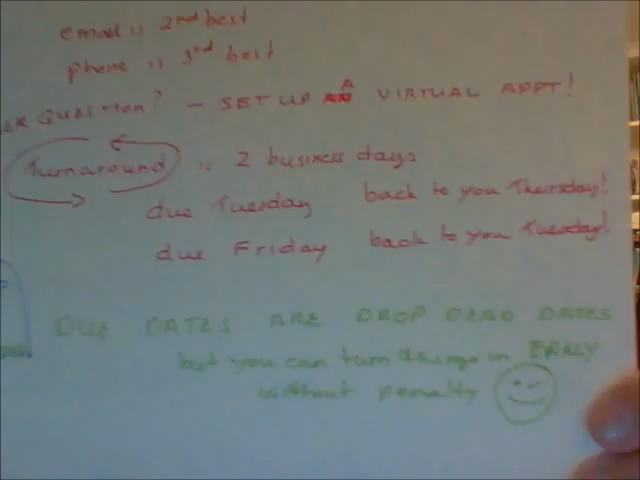 email is 2nd best
phone is 3rd best
QUESTION? - SET UP A VIRTUAL APPT!
Turnaround is 2 business days
due Tuesday back to you Thursday!
due Friday back to you Tuesday!
DUE DATES ARE DROP DEAD DATES
but you can turn things in EARLY
without penalty